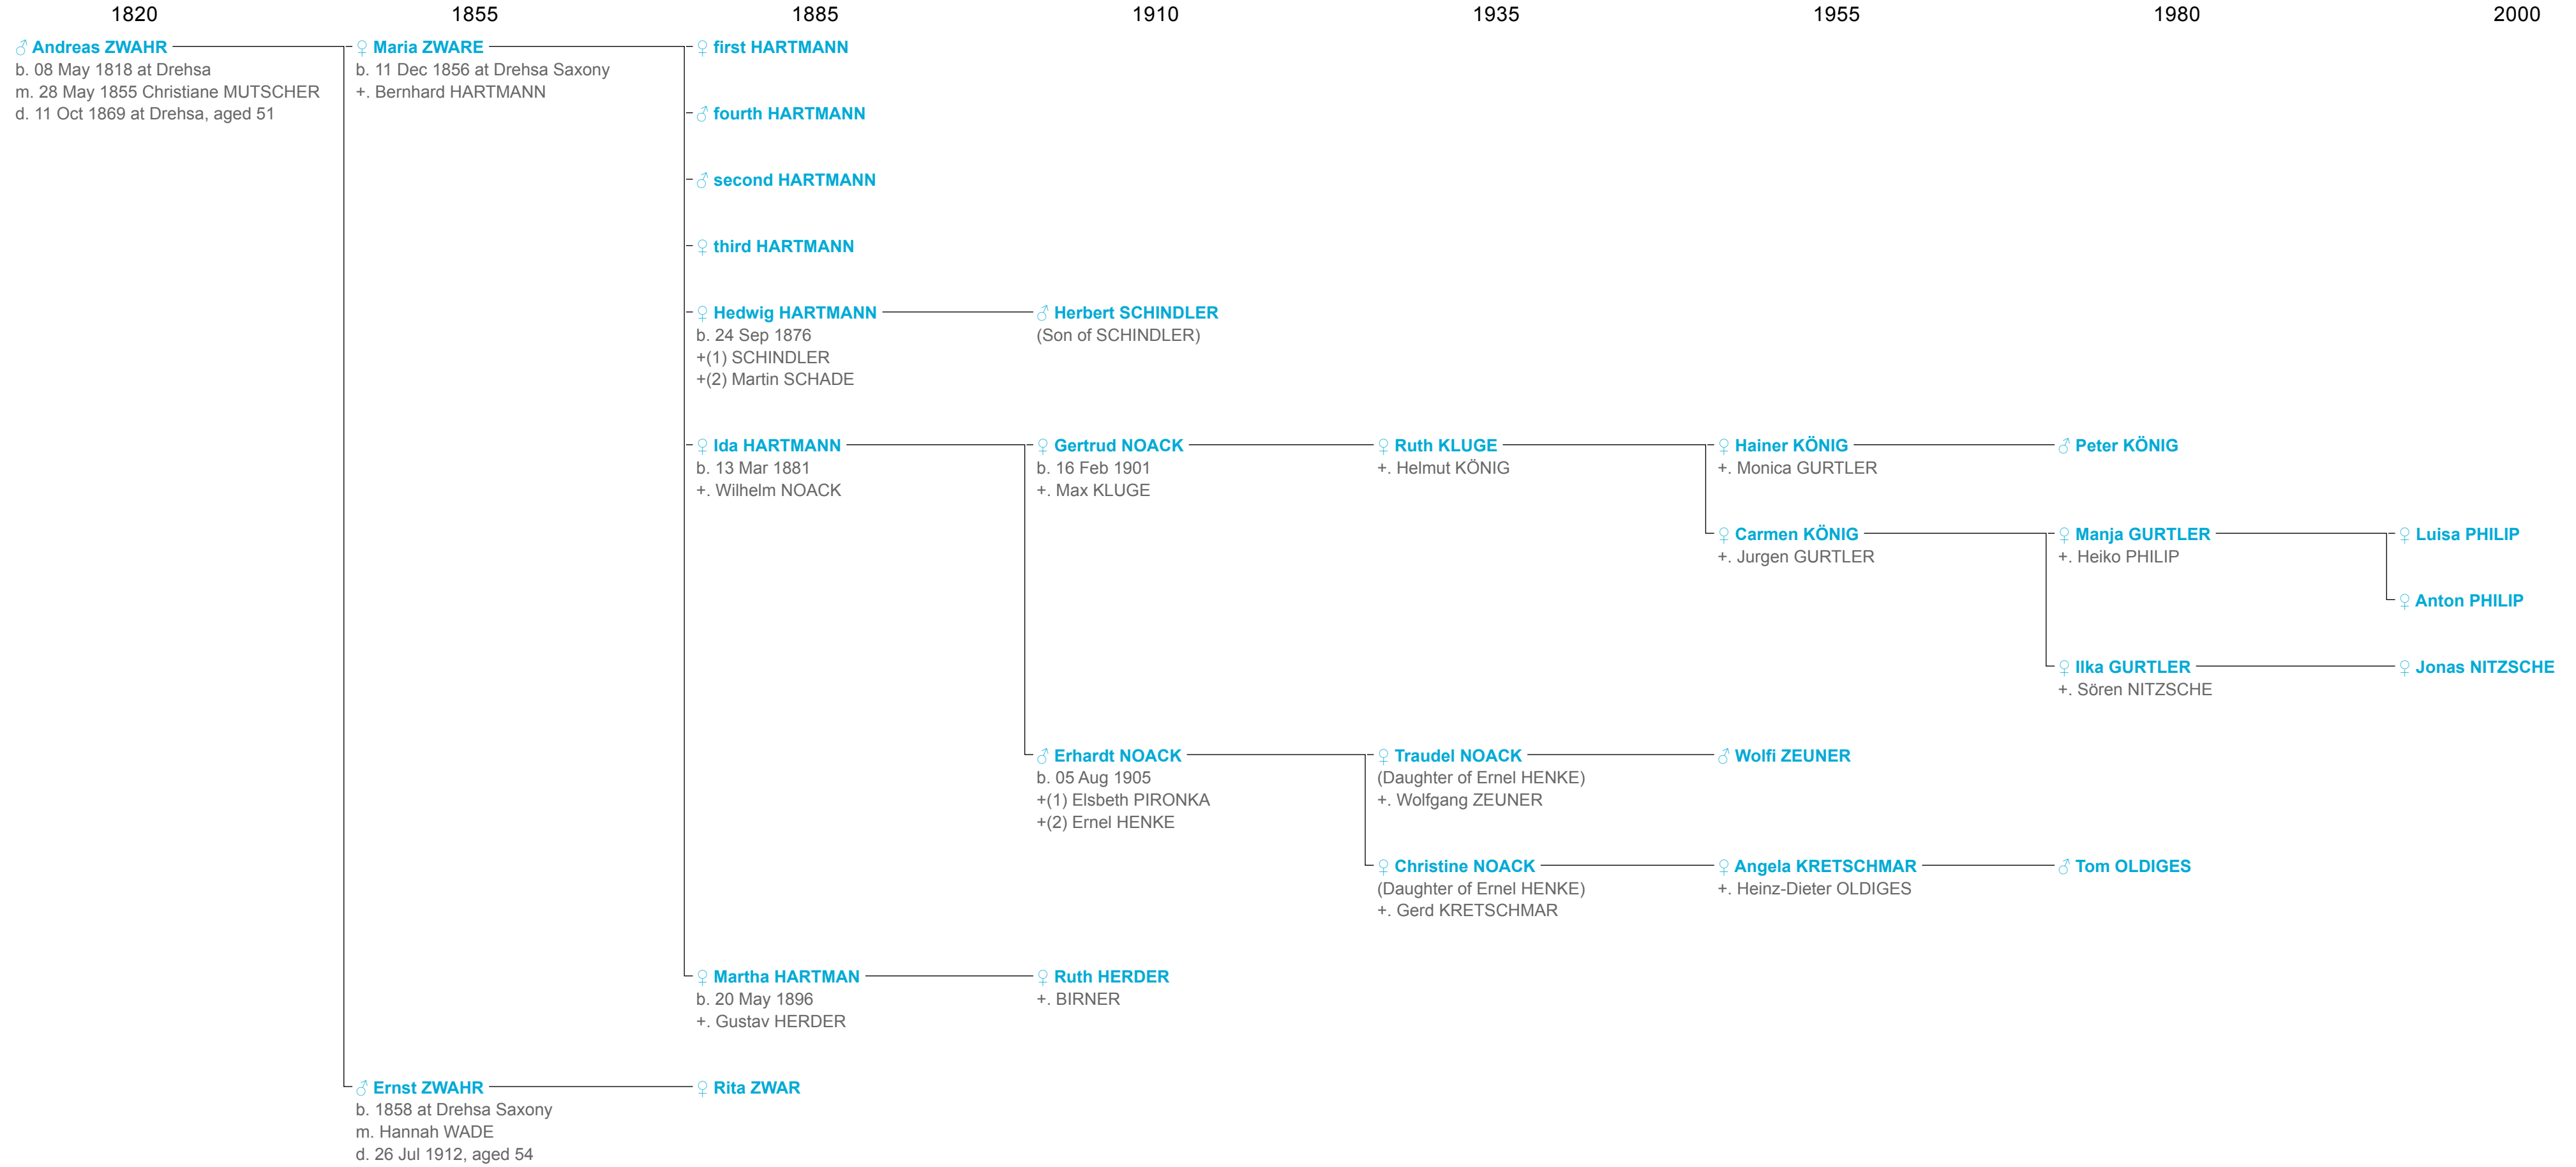 1820 1855 1885 1910 1935 1955 1980 2000
♂ Andreas ZWAHR
b. 08 May 1818 at Drehsa
m. 28 May 1855 Christiane MUTSCHER
d. 11 Oct 1869 at Drehsa, aged 51
♀ Maria ZWARE
b. 11 Dec 1856 at Drehsa Saxony
+. Bernhard HARTMANN
♀ first HARTMANN
♂ fourth HARTMANN
♂ second HARTMANN
♀ third HARTMANN
♀ Hedwig HARTMANN
b. 24 Sep 1876
+(1) SCHINDLER
+(2) Martin SCHADE
♂ Herbert SCHINDLER
(Son of SCHINDLER)
♀ Ida HARTMANN
b. 13 Mar 1881
+. Wilhelm NOACK
♀ Gertrud NOACK
b. 16 Feb 1901
+. Max KLUGE
♀ Ruth KLUGE
+. Helmut KÖNIG
♀ Hainer KÖNIG
+. Monica GURTLER
♂ Peter KÖNIG
♀ Carmen KÖNIG
+. Jurgen GURTLER
♀ Manja GURTLER
+. Heiko PHILIP
♀ Luisa PHILIP
♀ Anton PHILIP
♀ Ilka GURTLER
+. Sören NITZSCHE
♀ Jonas NITZSCHE
♂ Erhardt NOACK
b. 05 Aug 1905
+(1) Elsbeth PIRONKA
+(2) Ernel HENKE
♀ Traudel NOACK
(Daughter of Ernel HENKE)
+. Wolfgang ZEUNER
♂ Wolfi ZEUNER
♀ Christine NOACK
(Daughter of Ernel HENKE)
+. Gerd KRETSCHMAR
♀ Angela KRETSCHMAR
+. Heinz-Dieter OLDIGES
♂ Tom OLDIGES
♀ Martha HARTMAN
b. 20 May 1896
+. Gustav HERDER
♀ Ruth HERDER
+. BIRNER
♂ Ernst ZWAHR
b. 1858 at Drehsa Saxony
m. Hannah WADE
d. 26 Jul 1912, aged 54
♀ Rita ZWAR